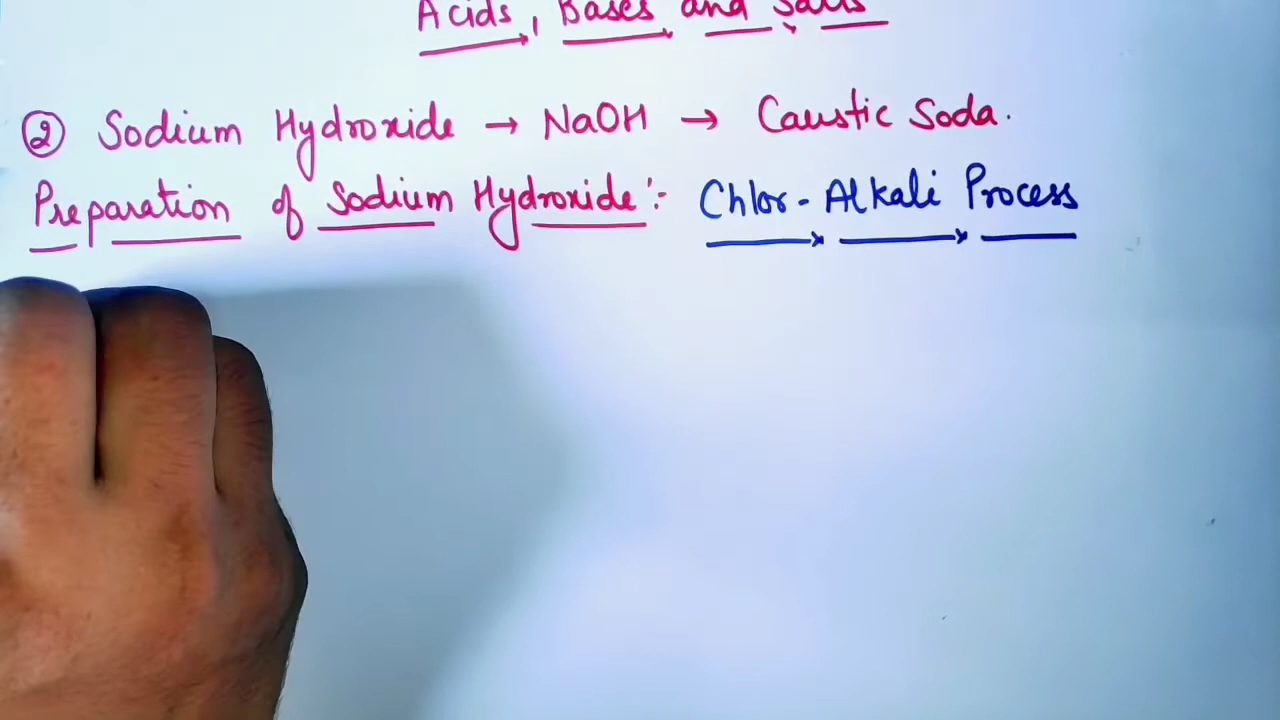 Acids, Bases and Salts
② Sodium Hydroxide → NaOH → Caustic Soda.
Preparation of Sodium Hydroxide:- Chlor-Alkali Process